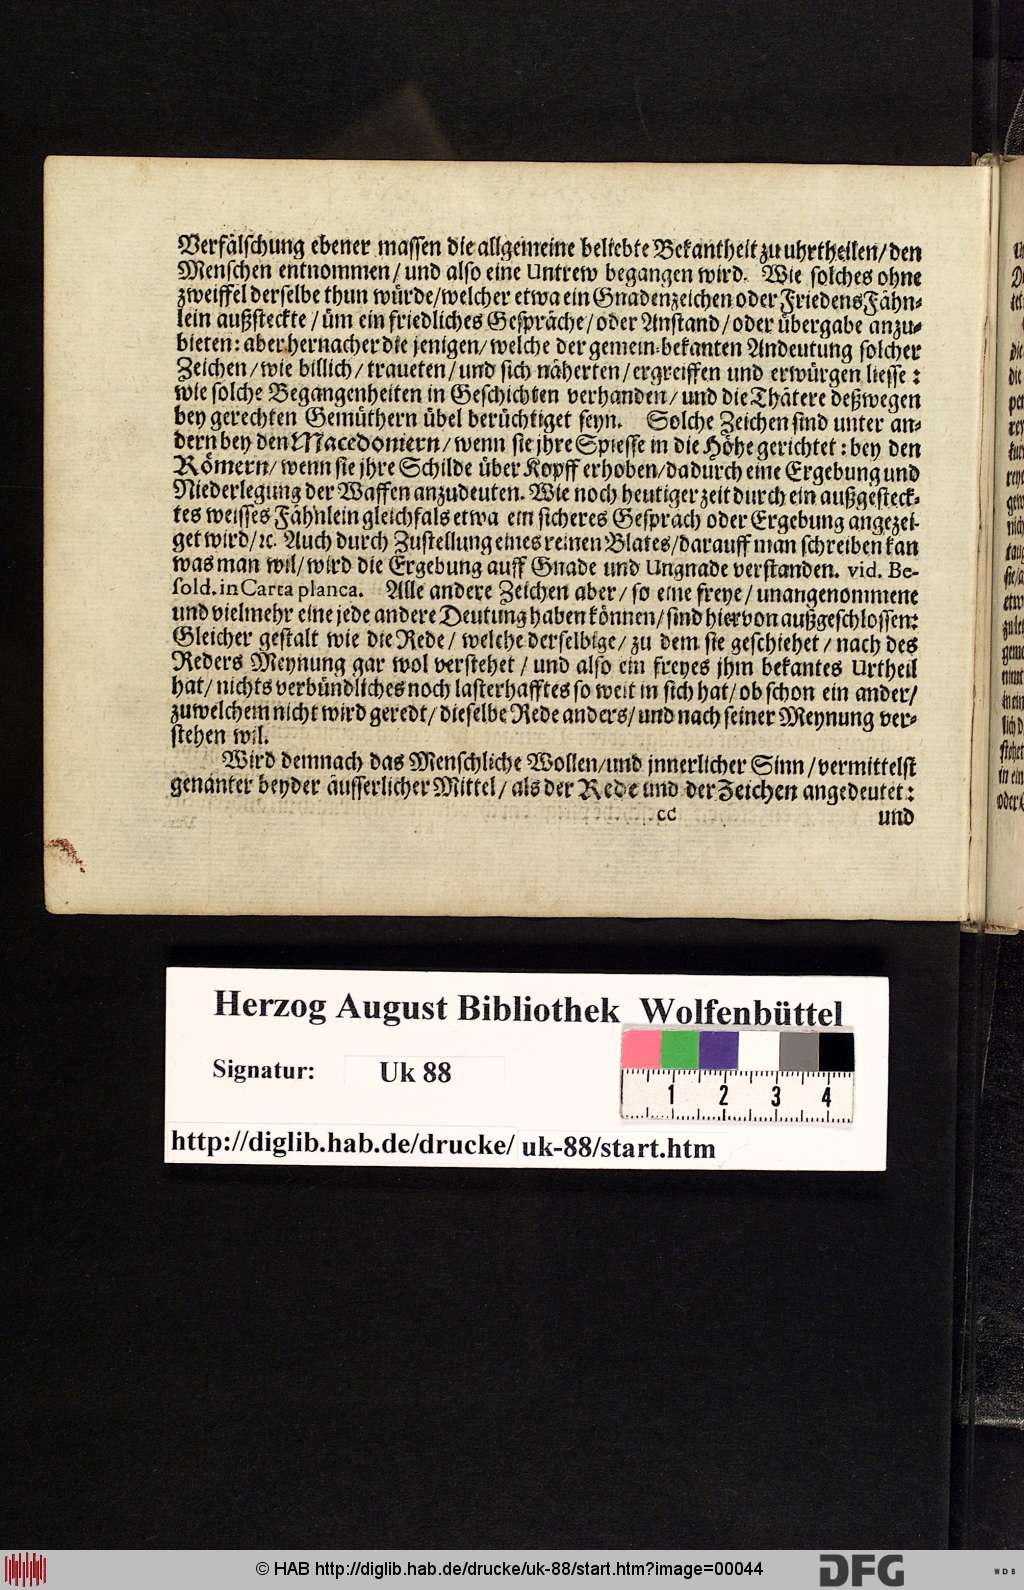 Verfälschung ebener massen die allgemeine beliebte Bekantheit zu uhrtheilen/ den
Menschen entnommen/ und also eine Untrew begangen wird. Wie solches ohne
zweiffel derselbe thun würde/ welcher etwa ein Gnadenzeichen oder FriedensFähn-
lein außsteckte/ üm ein friedliches Gespräche/ oder Anstand/ oder übergabe anzu-
bieten: aber hernacher die jenigen/ welche der gemein-bekanten Andeutung solcher
Zeichen/ wie billich/ traueten/ und sich näherten/ ergreiffen und erwürgen liesse:
wie solche Begangenheiten in Geschichten verhanden/ und die Thätere deßwegen
bey gerechten Gemüthern übel berüchtiget seyn. Solche Zeichen sind unter an-
dern bey den Macedoniern/ wenn sie jhre Spiesse in die Höhe gerichtet: bey den
Römern/ wenn sie jhre Schilde über Kopff erhoben/ dadurch eine Ergebung und
Niederlegung der Waffen anzudeuten. Wie noch heutiger zeit durch ein außgesteck-
tes weisses Fähnlein gleichfals etwa ein sicheres Gespräch oder Ergebung angezei-
get wird/ ꝛc. Auch durch Zustellung eines reinen Blates/ darauff man schreiben kan
was man wil/ wird die Ergebung auff Gnade und Ungnade verstanden. vid. Be-
sold. in Carta planca. Alle andere Zeichen aber/ so eine freye/ unangenommene
und vielmehr eine jede andere Deutung haben können/ sind hiervon außgeschlossen:
Gleicher gestalt wie die Rede/ welche derselbige/ zu dem sie geschiehet/ nach des
Reders Meynung gar wol verstehet/ und also ein freyes jhm bekantes Urtheil
hat/ nichts verbündliches noch lasterhafftes so weit in sich hat/ ob schon ein ander/
zu welchem nicht wird geredt/ dieselbe Rede anders/ und nach seiner Meynung ver-
stehen wil.
Wird demnach das Menschliche Wollen/ und jnnerlicher Sinn/ vermittelst
genanter beyder äusserlicher Mittel/ als der Rede und der Zeichen angedeutet:
cc und
Herzog August Bibliothek Wolfenbüttel
Signatur: Uk 88
1 2 3 4
http://diglib.hab.de/drucke/ uk-88/start.htm
© HAB http://diglib.hab.de/drucke/uk-88/start.htm?image=00044
DFG
WDB